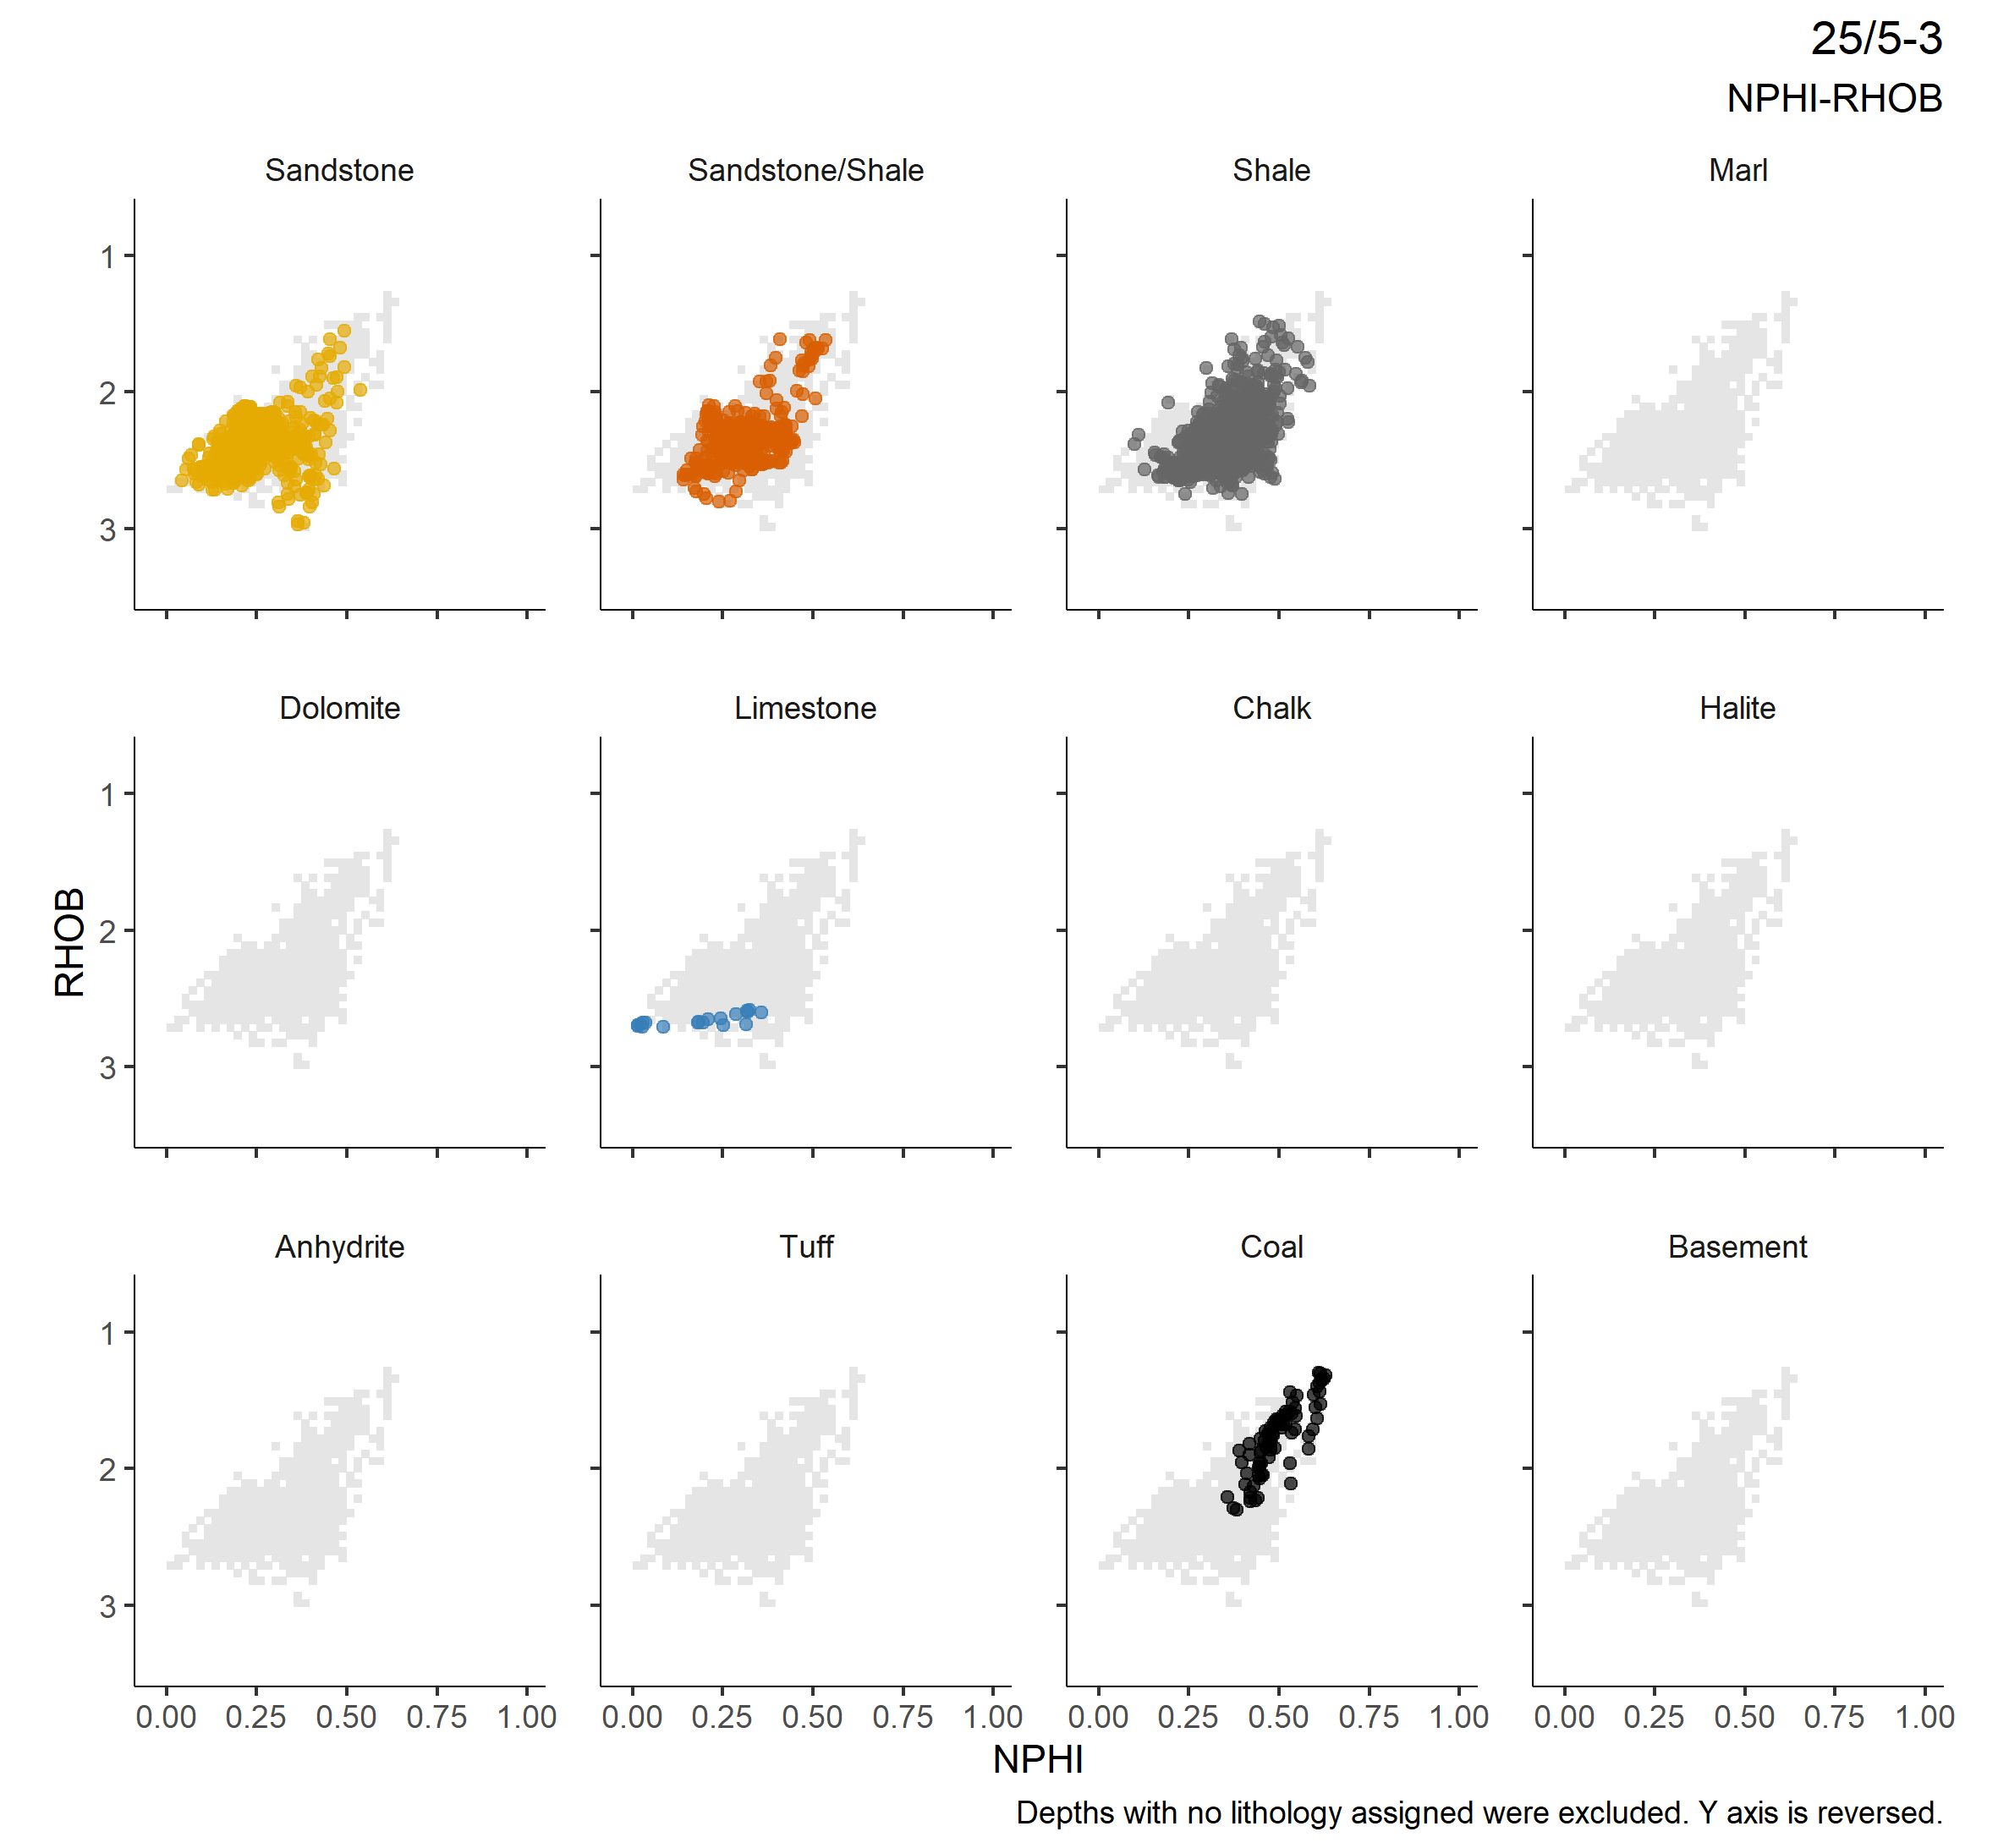 25/5-3
NPHI-RHOB
Sandstone
Sandstone/Shale
Shale
Marl
1
2
3
Dolomite
Limestone
Chalk
Halite
RHOB
1
2
3
Anhydrite
Tuff
Coal
Basement
1
2
3
0.00 0.25 0.50 0.75 1.00
0.00 0.25 0.50 0.75 1.00
0.00 0.25 0.50 0.75 1.00
0.00 0.25 0.50 0.75 1.00
NPHI
Depths with no lithology assigned were excluded. Y axis is reversed.